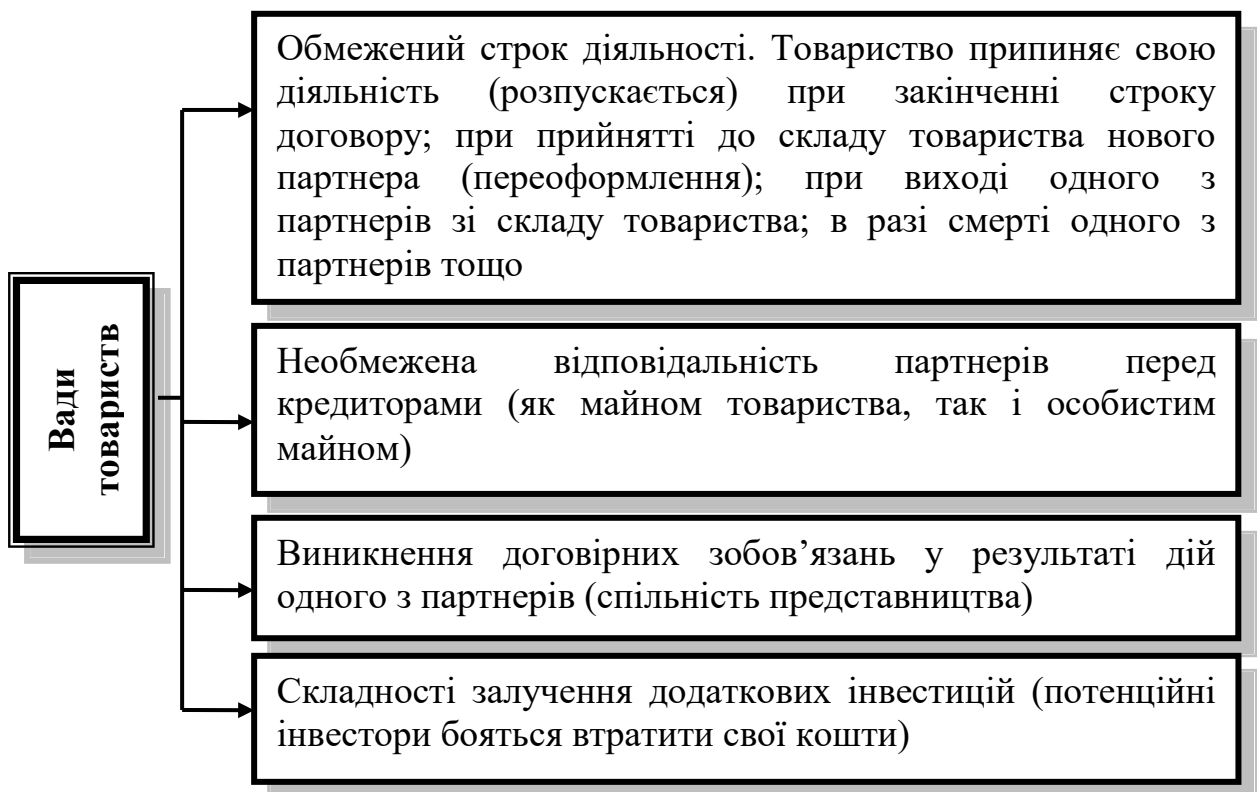 Вади
товариств
Обмежений строк діяльності. Товариство припиняє свою
діяльність (розпускається) при закінченні строку
договору; при прийнятті до складу товариства нового
партнера (переоформлення); при виході одного з
партнерів зі складу товариства; в разі смерті одного з
партнерів тощо
Необмежена відповідальність партнерів перед
кредиторами (як майном товариства, так і особистим
майном)
Виникнення договірних зобов’язань у результаті дій
одного з партнерів (спільність представництва)
Складності залучення додаткових інвестицій (потенційні
інвестори бояться втратити свої кошти)